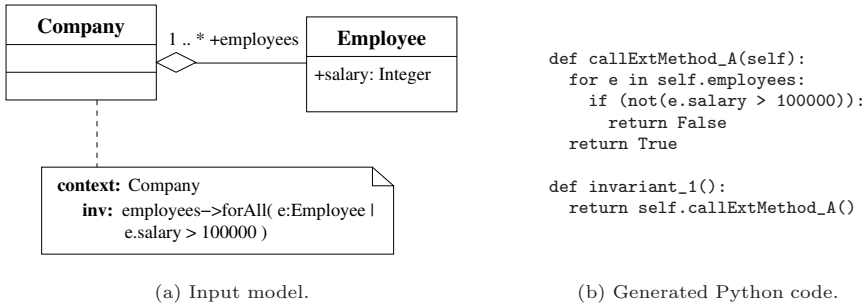 Company
1 .. * +employees
Employee
+salary: Integer
context: Company
inv: employees−>forAll( e:Employee |
e.salary > 100000 )
(a) Input model.
def callExtMethod_A(self):
  for e in self.employees:
    if (not(e.salary > 100000)):
      return False
  return True
def invariant_1():
  return self.callExtMethod_A()
(b) Generated Python code.